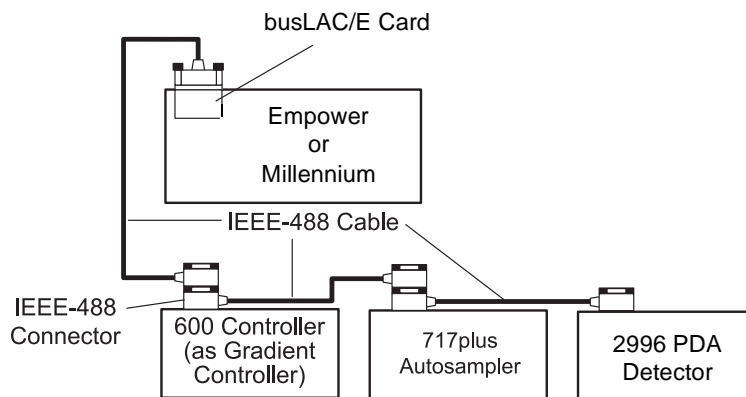 busLAC/E Card
Empower
or
Millennium
IEEE-488 Cable
IEEE-488
Connector
600 Controller
(as Gradient
Controller)
717plus
Autosampler
2996 PDA
Detector